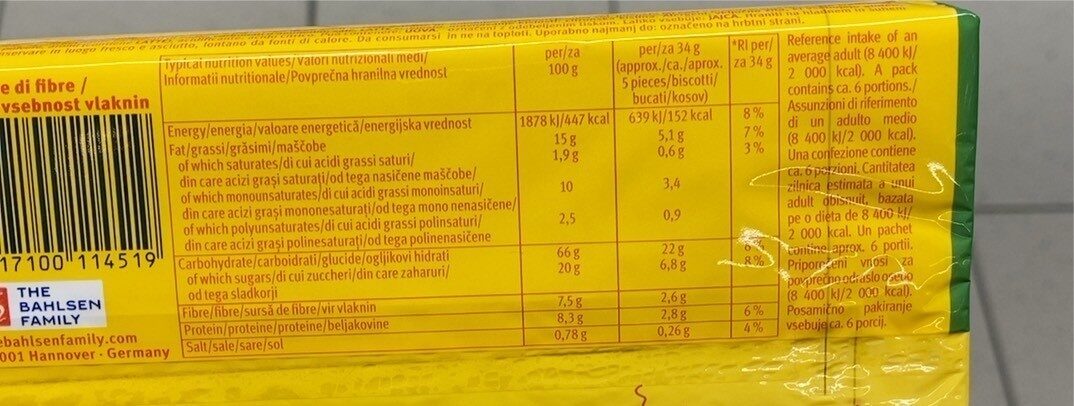 Typical nutrition values/Valori nutrizionali medi/
Informatii nutritionale/Povprečna hranilna vrednost
per/za
100 g
per/za 34 g
(approx./ca./aprox.
5 pieces/biscotti/
bucati/kosov)
*RI per/
za 34 g
Energy/energia/valoare energetică/energijska vrednost 1878 kJ/447 kcal 639 kJ/152 kcal 8 %
Fat/grassi/grăsimi/maščobe 15 g 5,1 g 7 %
of which saturates/di cui acidi grassi saturi/ 1,9 g 0,6 g 3 %
din care acizi grași saturați/od tega nasičene maščobe/
of which monounsaturates/di cui acidi grassi monoinsaturi/ 10 3,4
din care acizi grași mononesaturați/od tega mono nenasičene/
of which polyunsaturates/di cui acidi grassi polinsaturi/ 2,5 0,9
din care acizi grași polinesaturați/od tega polinenasičene
Carbohydrate/carboidrati/glucide/ogljikovi hidrati 66 g 22 g 8 %
of which sugars/di cui zuccheri/din care zaharuri/ 20 g 6,8 g 8 %
od tega sladkorji
Fibre/fibre/sursă de fibre/vir vlaknin 7,5 g 2,6 g
Protein/proteine/proteine/beljakovine 8,3 g 2,8 g 6 %
Salt/sale/sare/sol 0,78 g 0,26 g 4 %
Reference intake of an
average adult (8 400 kJ/
2 000 kcal). A pack
contains ca. 6 portions./
Assunzioni di riferimento
di un adulto medio
(8 400 kJ/2 000 kcal).
Una confezione contiene
ca. 6 porzioni. Cantitatea
zilnica estimata a unui
adult obisnuit, bazata
pe o dieta de 8 400 kJ/
2 000 kcal. Un pachet
contine aprox. 6 portii.
Priporočeni vnosi za
povprečno odraslo osebo
(8 400 kJ/2 000 kcal).
Posamično pakiranje
vsebuje ca. 6 porcij.
e di fibre /
vsebnost vlaknin
17100 114519
THE
BAHLSEN
FAMILY
ebahlsenfamily.com
001 Hannover · Germany